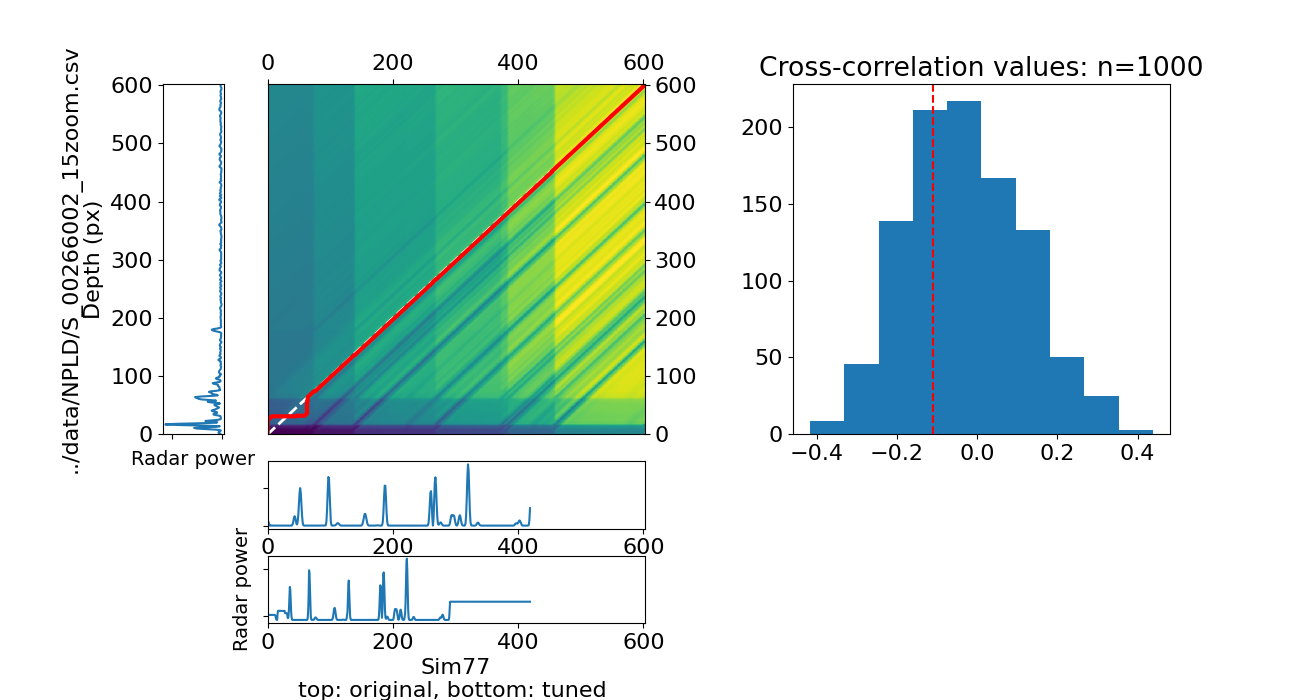 0 200 400 600
Cross-correlation values: n=1000
../data/NPLD/S_00266002_15zoom.csv
Depth (px)
600
500
400
300
200
100
0
600
500
400
300
200
100
0
200
150
100
50
0
−0.4 −0.2 0.0 0.2 0.4
Radar power
0 200 400 600
Radar power
0 200 400 600
Sim77
top: original, bottom: tuned